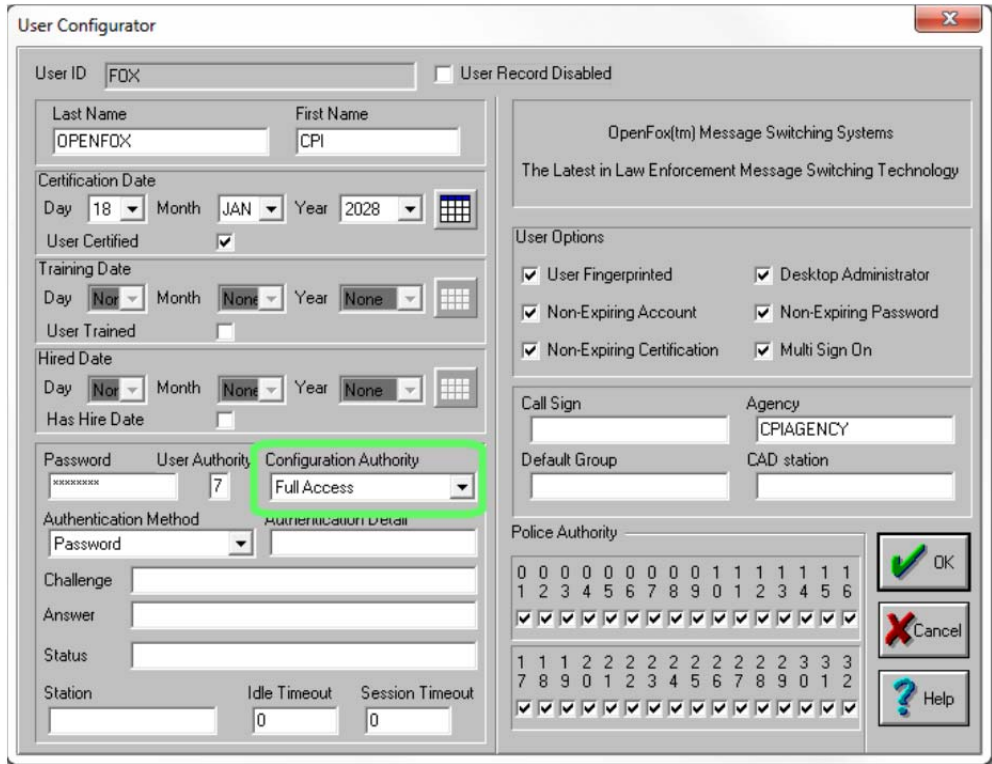 User Configurator
User ID FOX User Record Disabled
Last Name First Name
OPENFOX CPI
Certification Date
Day 18 Month JAN Year 2028
User Certified
Training Date
Day Nor Month None Year None
User Trained
Hired Date
Day Nor Month None Year None
Has Hire Date
Password User Authority Configuration Authority
******** 7 Full Access
Authentication Method Authentication Detail
Password
Challenge
Answer
Status
Station Idle Timeout Session Timeout
0 0
OpenFox(tm) Message Switching Systems
The Latest in Law Enforcement Message Switching Technology
User Options
User Fingerprinted Desktop Administrator
Non-Expiring Account Non-Expiring Password
Non-Expiring Certification Multi Sign On
Call Sign Agency
CPIAGENCY
Default Group CAD station
Police Authority
0 0 0 0 0 0 0 0 0 1 1 1 1 1 1 1
1 2 3 4 5 6 7 8 9 0 1 2 3 4 5 6
1 1 1 2 2 2 2 2 2 2 2 2 2 3 3 3
7 8 9 0 1 2 3 4 5 6 7 8 9 0 1 2
OK
Cancel
Help